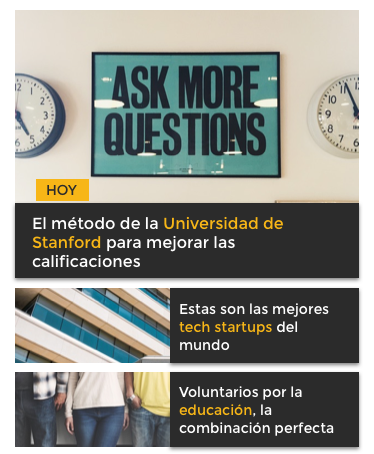 ASK MORE
QUESTIONS
HOY
El método de la Universidad de
Stanford para mejorar las
calificaciones
Estas son las mejores
tech startups del
mundo
Voluntarios por la
educación, la
combinación perfecta